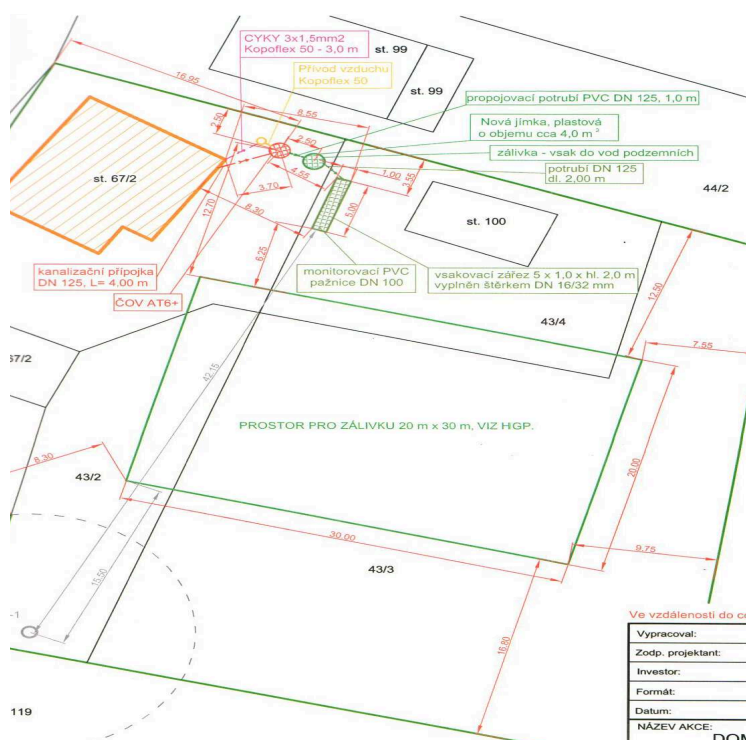 CYKY 3x1,5mm2
Kopoflex 50 - 3,0 m
st. 99
Přívod vzduchu
Kopoflex 50
st. 99
16.95
8.55
propojovací potrubí PVC DN 125, 1,0 m
2.50
2.50
Nová jímka, plastová
o objemu cca 4,0 m³
zálivka - vsak do vod podzemních
potrubí DN 125
dl. 2,00 m
1.00
3.55
4.55
3.70
st. 67/2
44/2
12.70
8.30
5.00
st. 100
6.25
kanalizační přípojka
DN 125, L= 4,00 m
monitorovací PVC
pažnice DN 100
vsakovací zářez 5 x 1,0 x hl. 2,0 m
vyplněn štěrkem DN 16/32 mm
12.50
ČOV AT6+
43/4
7.55
67/2
42.15
PROSTOR PRO ZÁLIVKU 20 m x 30 m, VIZ HGP.
8.30
43/2
20.00
30.00
15.50
43/3
9.75
16.80
-1
119
Ve vzdálenosti do
Vypracoval:
Zodp. projektant:
Investor:
Formát:
Datum:
NÁZEV AKCE:
DOM